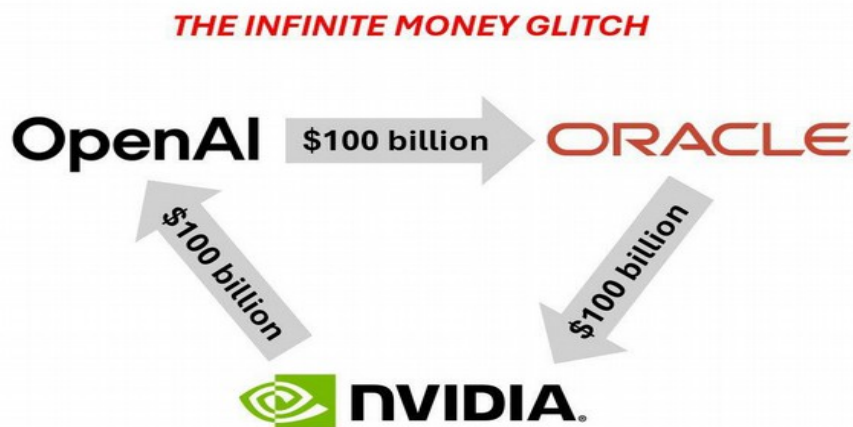 THE INFINITE MONEY GLITCH
OpenAI
$100 billion
ORACLE
$100 billion
$100 billion
NVIDIA®